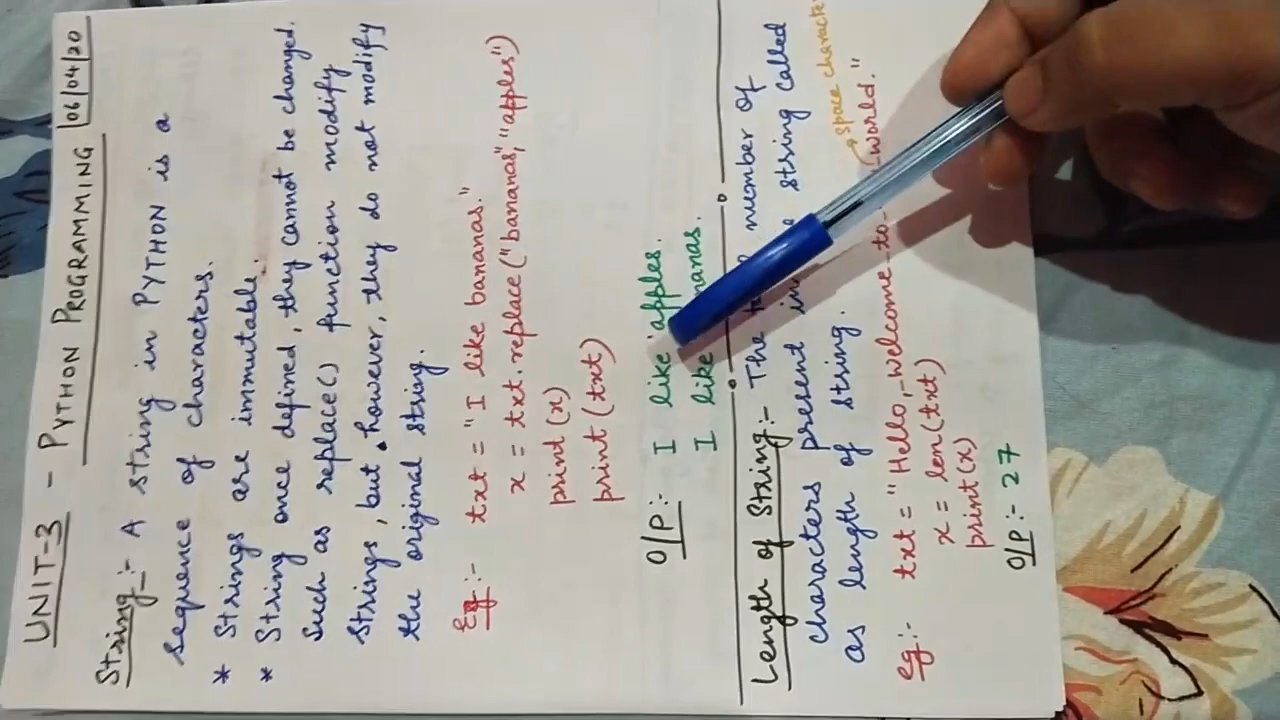 UNIT-3 - PYTHON PROGRAMMING 06/04/20
String :- A string in PYTHON is a
sequence of characters.
* Strings are immutable.
* String once defined, they cannot be changed.
Such as replace() function modify
Strings, but however, they do not modify
the original string.
Eg:- txt = "I like bananas."
x = txt.replace("bananas","apples")
print(x)
print(txt)
O/P:- I like apples.
I like nanas.
Length of String:- The number of
characters present in string called
as length of string.
space characte
eg:- txt = "Hello,-welcome-to- world."
x = len(txt)
print(x)
O/P:- 27